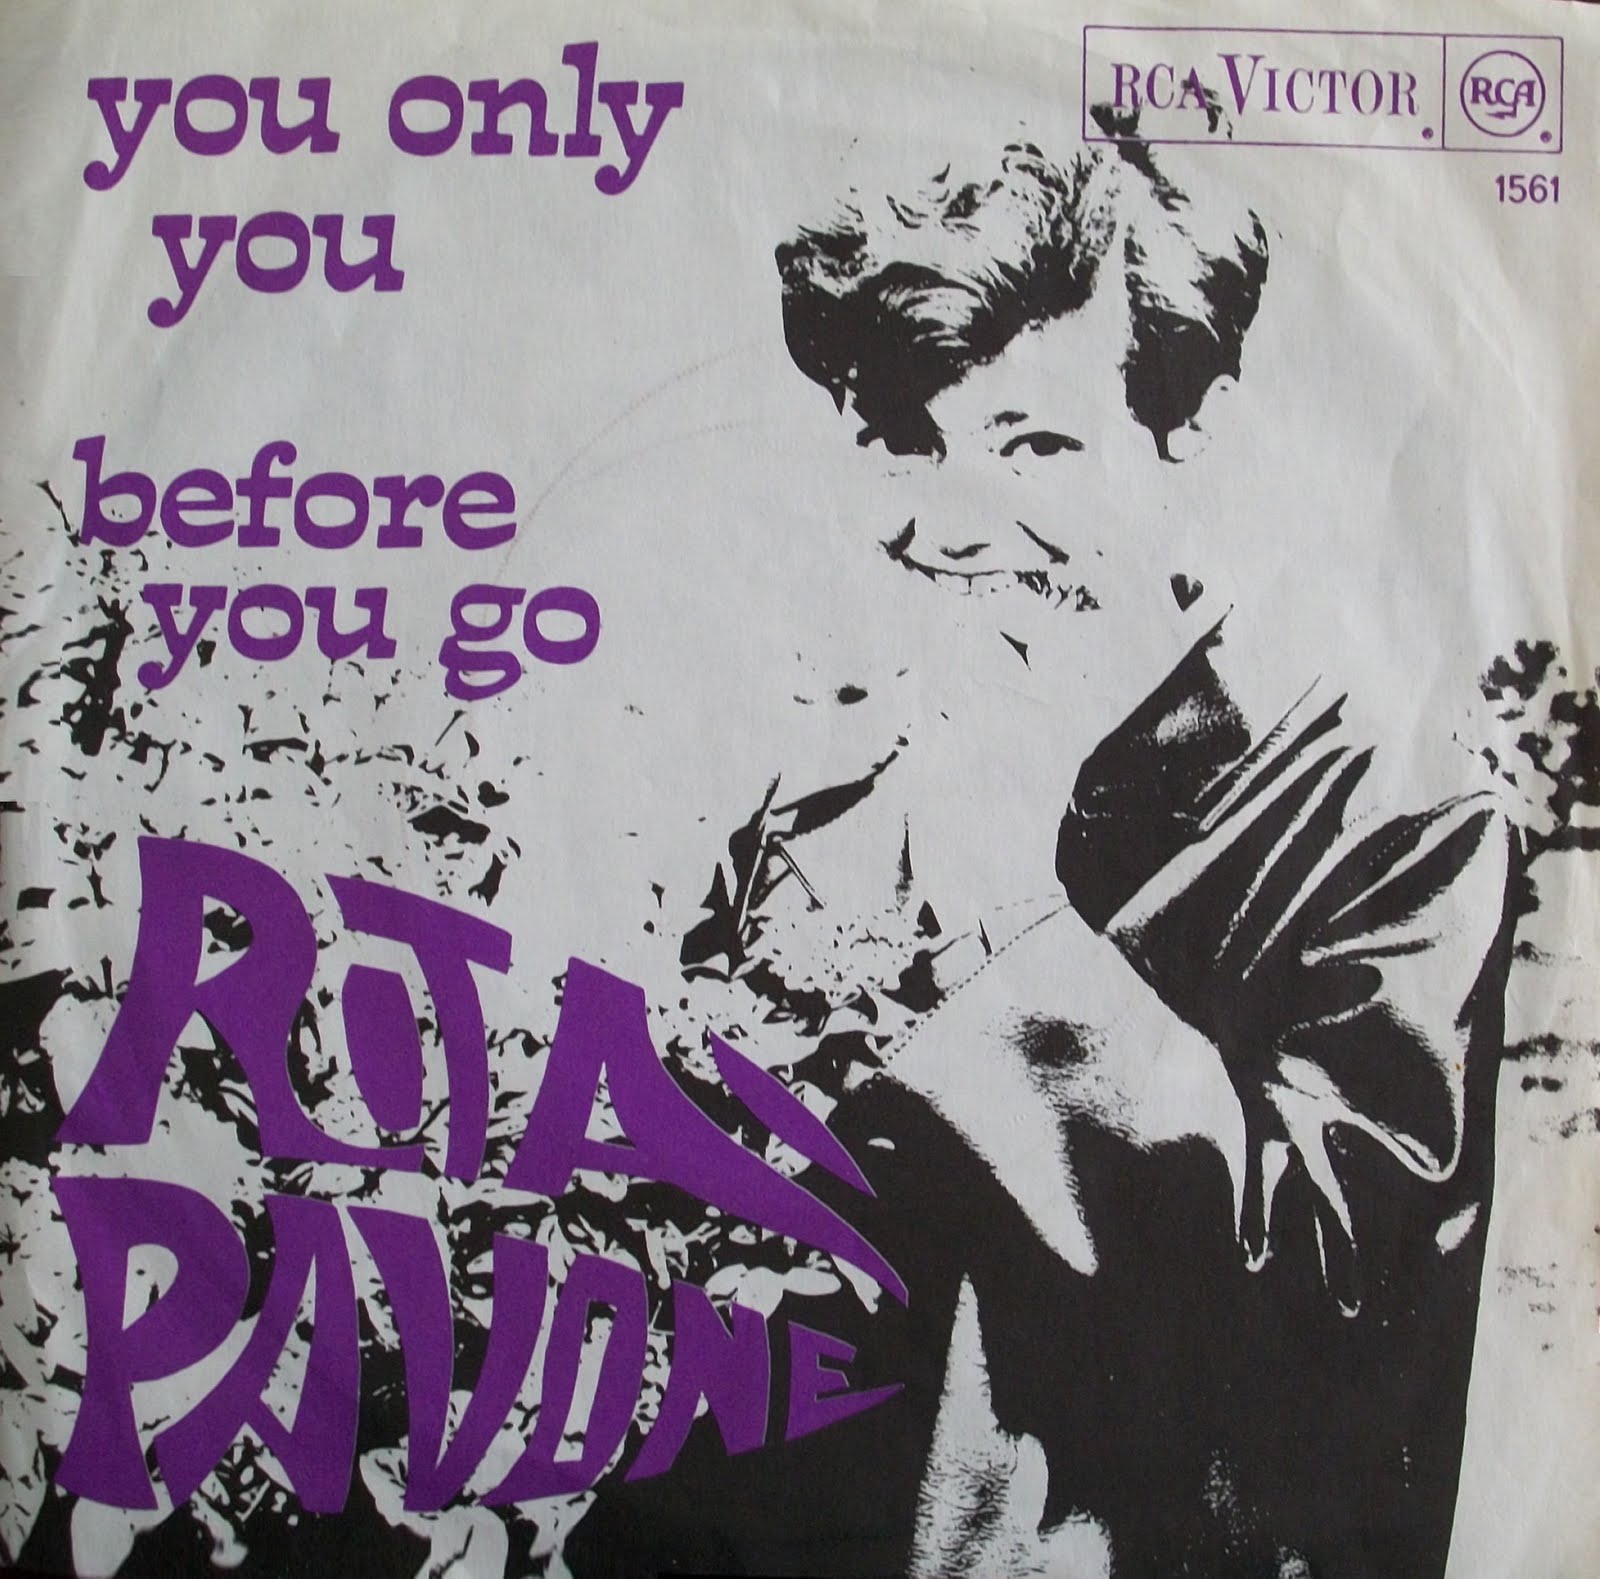 you only
you
before
you go
RITA
PAVONE
RCA VICTOR
RCA
1561